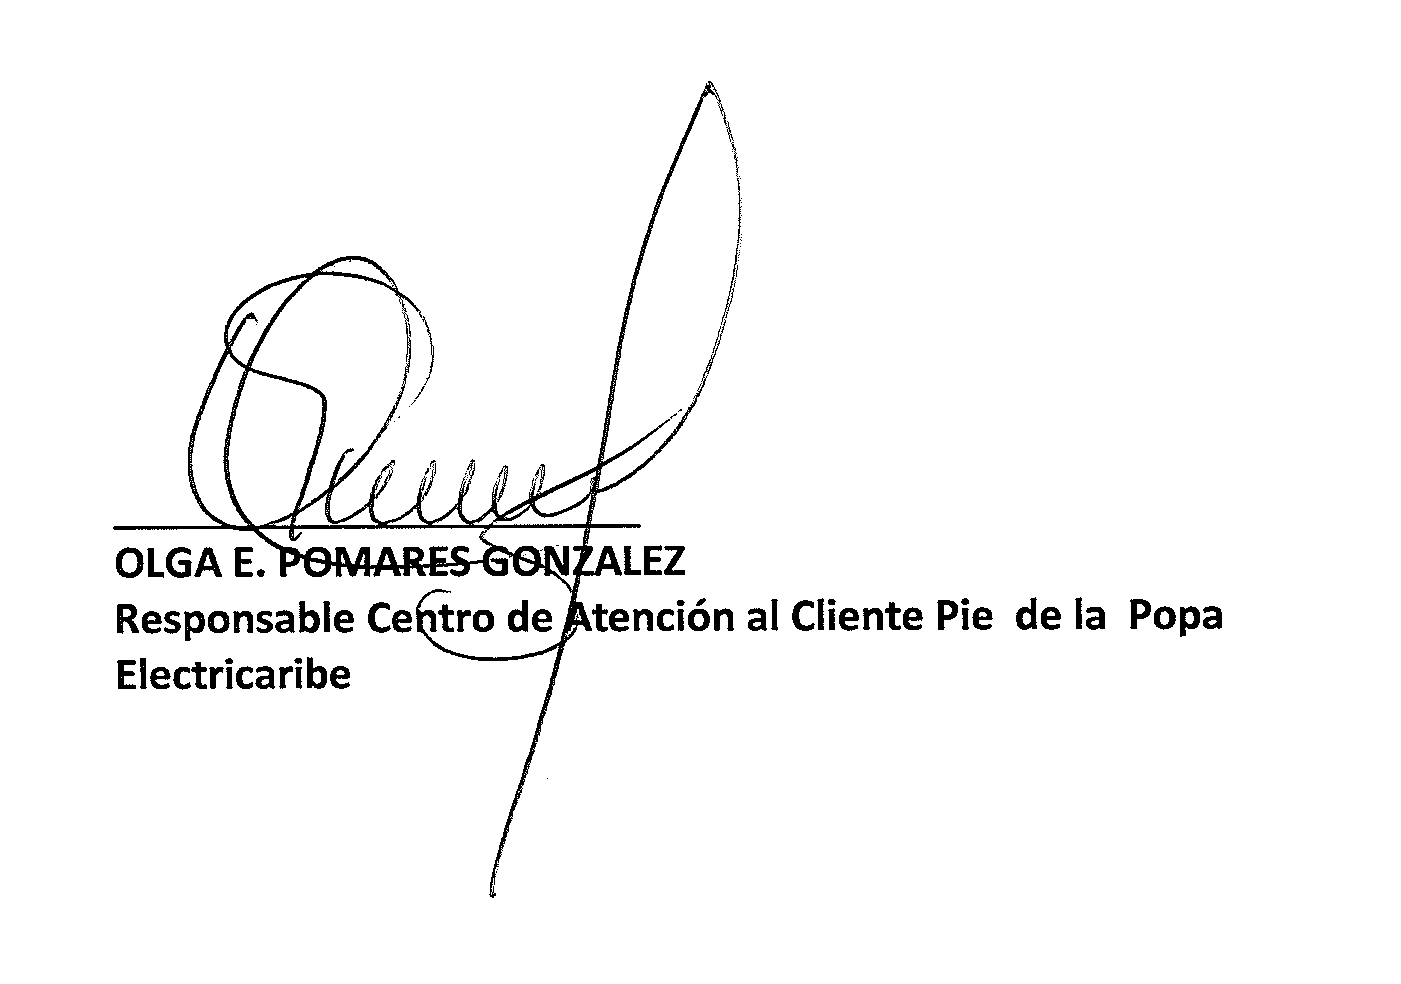 OLGA E. POMARES GONZALEZ
Responsable Centro de Atención al Cliente Pie de la Popa
Electricaribe